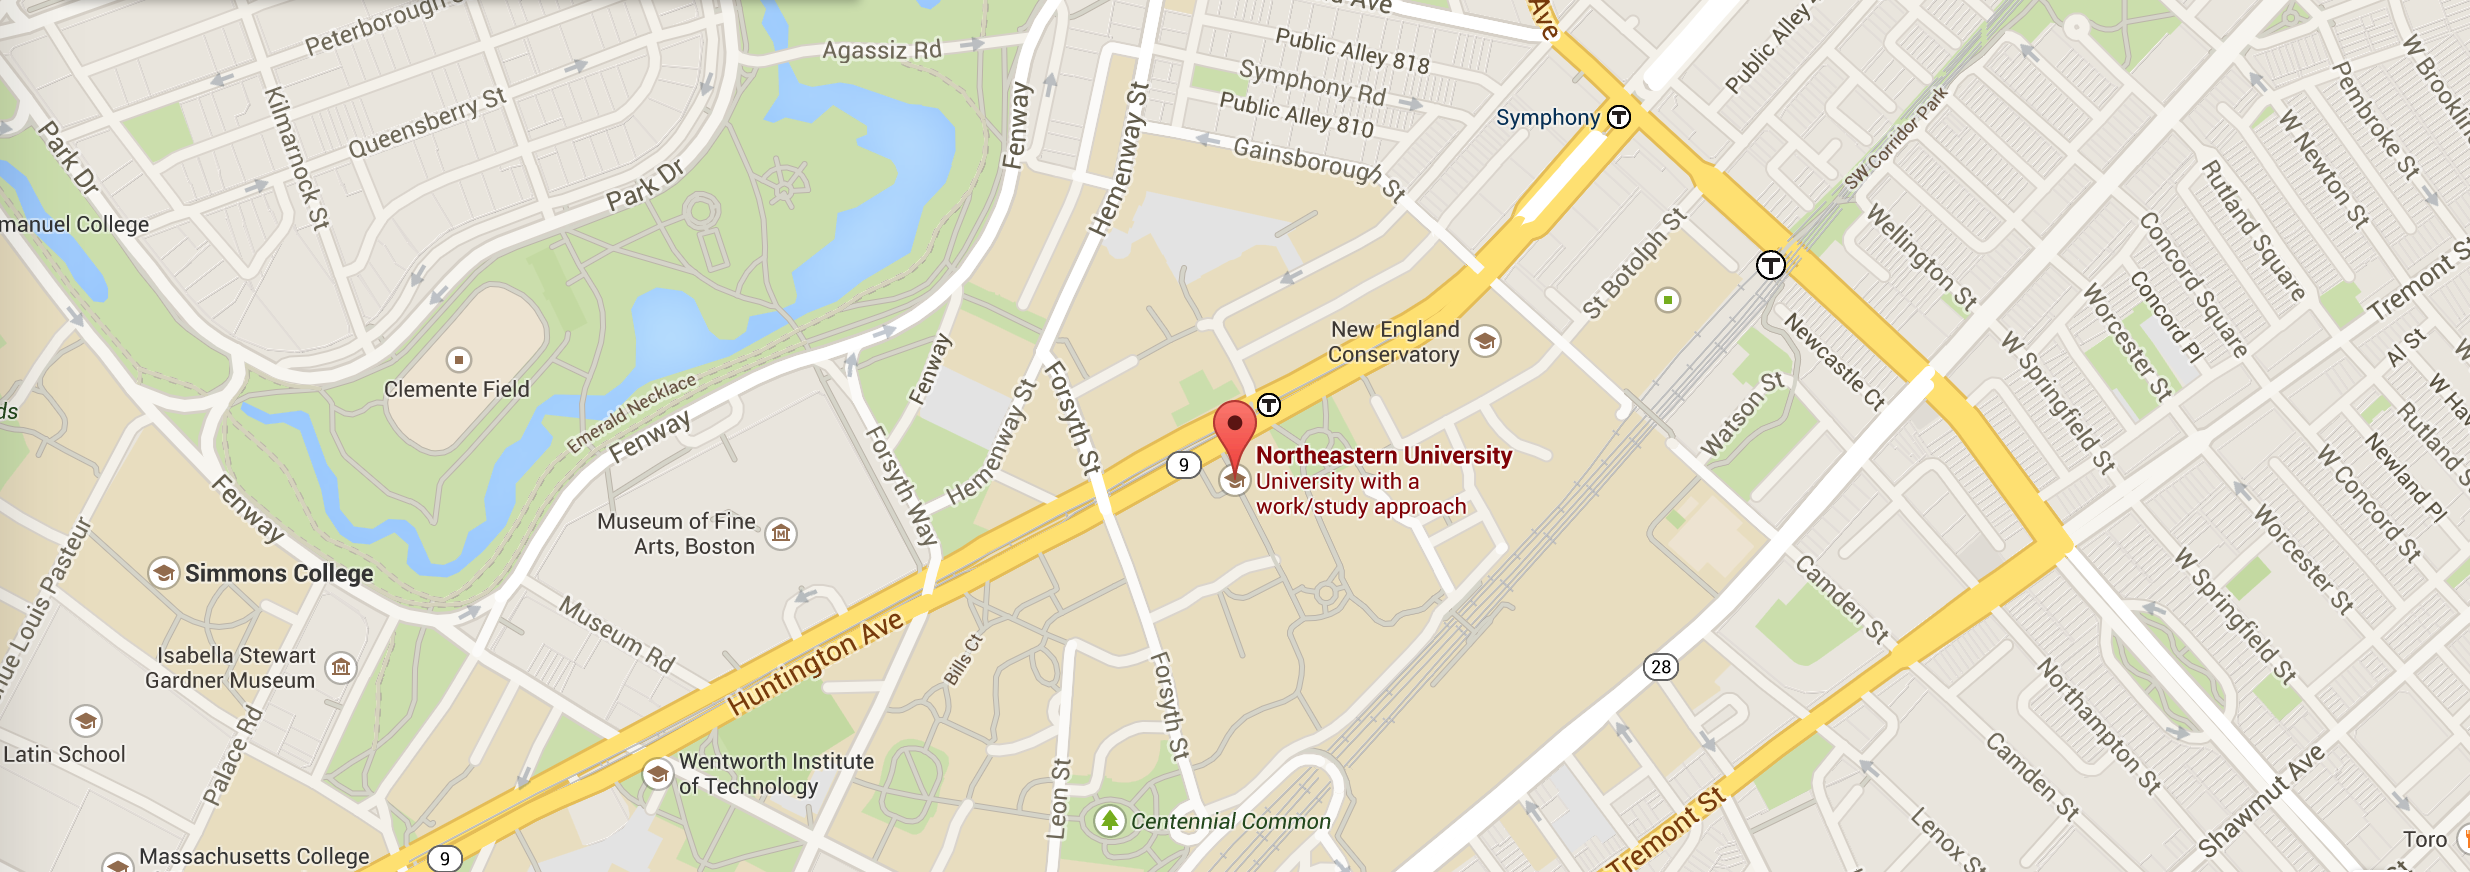 Peterborough
Agassiz Rd
Ave
Ave
Public Alley 818
Public Alley
Symphony Rd
Public Alley 810
Symphony
T
Gainsborough St
Kilmarnock St
Queensberry St
Park Dr
Park Dr
Fenway
Hemenway St
SW Corridor Park
W Brooklin
Pembroke St
W Newton St
Rutland Square
Concord Square
Concord Pl
Worcester St
Tremont S
Al St
W Hav
Rutland S
Newland Pl
W Concord St
Worcester St
W Springfield St
W Springfield St
Wellington St
Newcastle Ct
Watson St
St Botolph St
T
manuel College
Clemente Field
Emerald Necklace
Fenway
Fenway
Fenway
Forsyth Way
Hemenway St
Forsyth St
New England
Conservatory
T
9
Northeastern University
University with a
work/study approach
ds
Museum of Fine
Arts, Boston
Simmons College
nue Louis Pasteur
Isabella Stewart
Gardner Museum
Museum Rd
Huntington Ave
Bills Ct
Forsyth St
Leon St
Palace Rd
Latin School
Wentworth Institute
of Technology
Centennial Common
Massachusetts College
9
28
Camden St
Northampton St
Camden St
Lenox St
Shawmut Ave
Tremont St
Toro